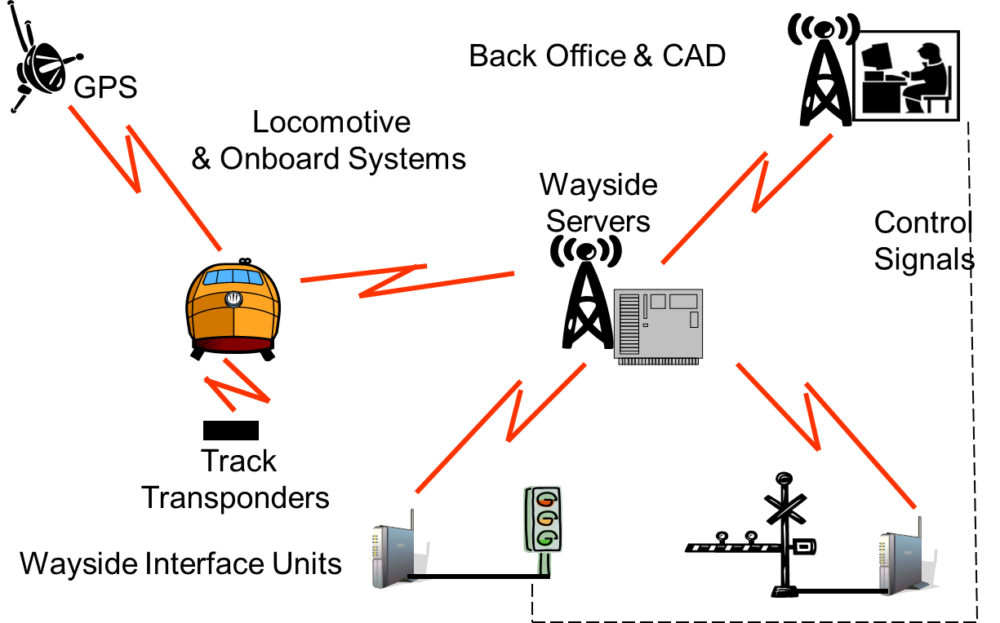 GPS
Back Office & CAD
Locomotive
& Onboard Systems
Wayside
Servers
Control
Signals
Track
Transponders
Wayside Interface Units